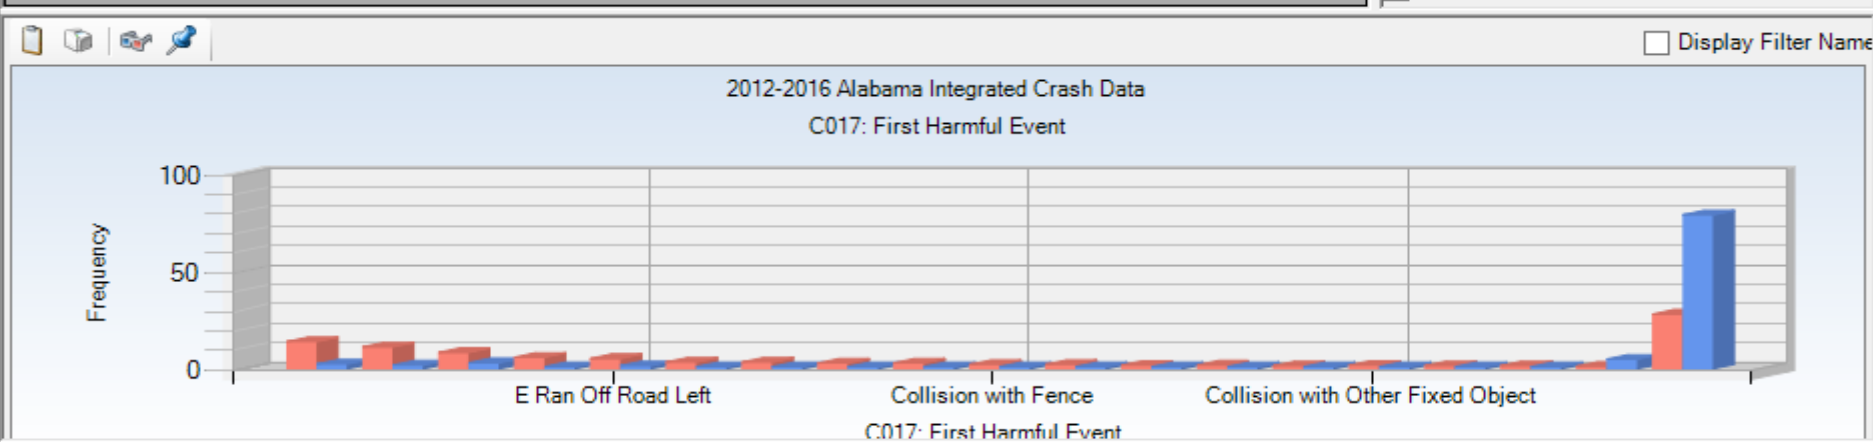 Display Filter Name
2012-2016 Alabama Integrated Crash Data
C017: First Harmful Event
100
50
0
Frequency
E Ran Off Road Left
Collision with Fence
Collision with Other Fixed Object
C017: First Harmful Event